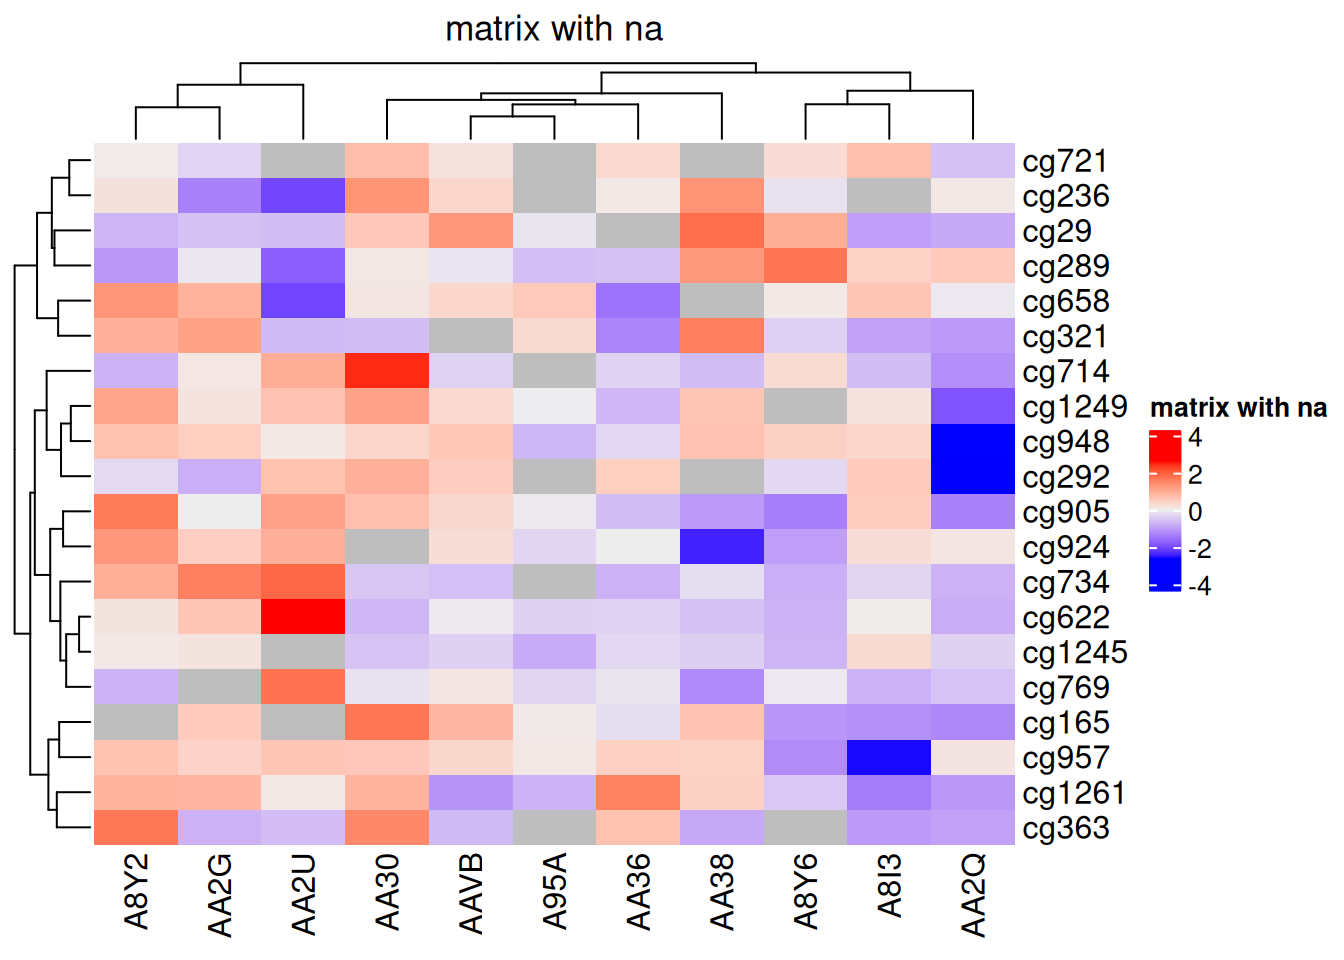 matrix with na
cg721
cg236
cg29
cg289
cg658
cg321
cg714
cg1249
cg948
cg292
cg905
cg924
cg734
cg622
cg1245
cg769
cg165
cg957
cg1261
cg363
A8Y2
AA2G
AA2U
AA30
AAVB
A95A
AA36
AA38
A8Y6
A8I3
AA2Q
matrix with na
4
2
0
-2
-4